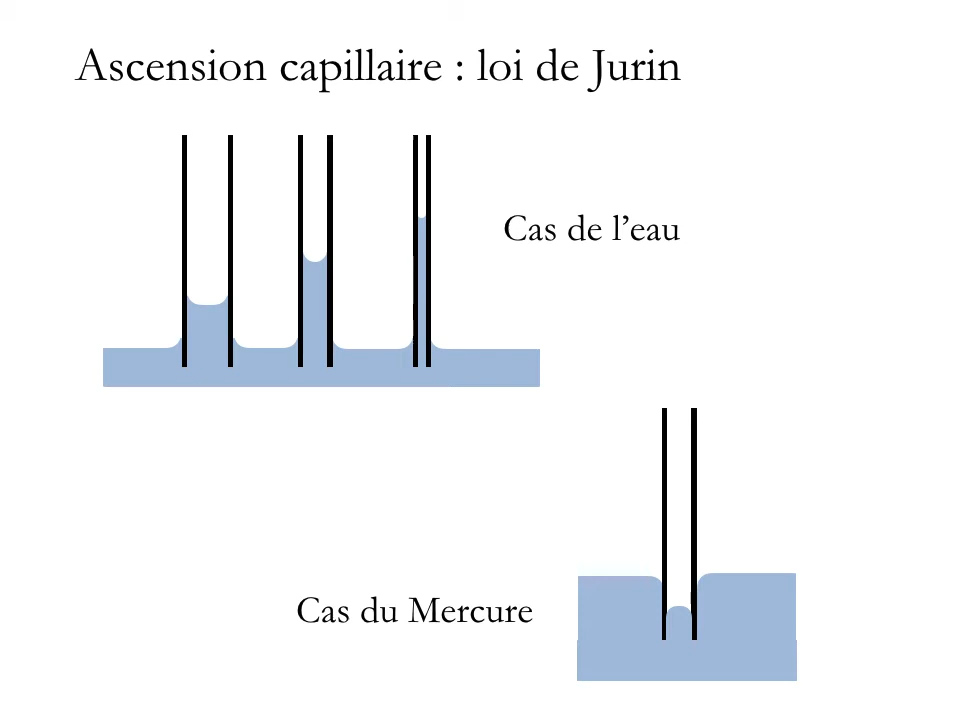 Ascension capillaire : loi de Jurin
Cas de l’eau
Cas du Mercure